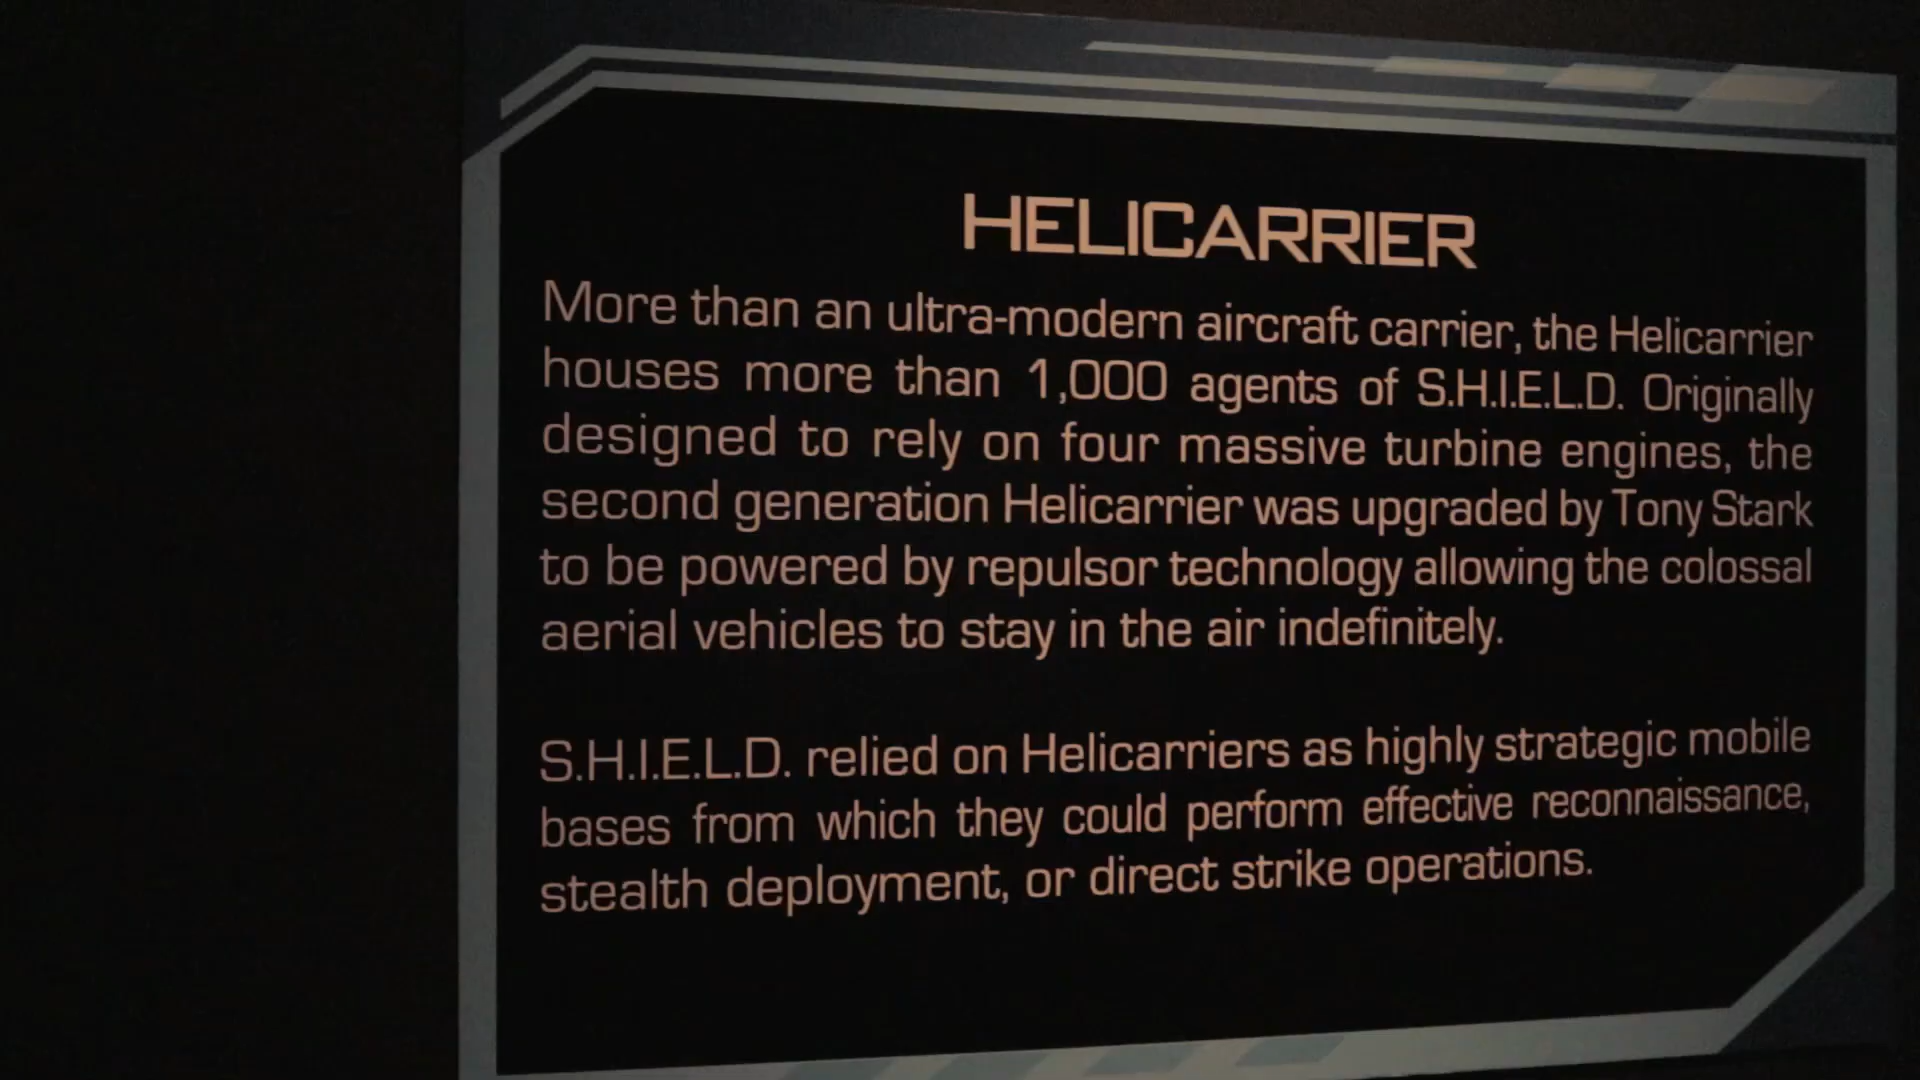 HELICARRIER
More than an ultra-modern aircraft carrier, the Helicarrier
houses more than 1,000 agents of S.H.I.E.L.D. Originally
designed to rely on four massive turbine engines, the
second generation Helicarrier was upgraded by Tony Stark
to be powered by repulsor technology allowing the colossal
aerial vehicles to stay in the air indefinitely.
S.H.I.E.L.D. relied on Helicarriers as highly strategic mobile
bases from which they could perform effective reconnaissance,
stealth deployment, or direct strike operations.